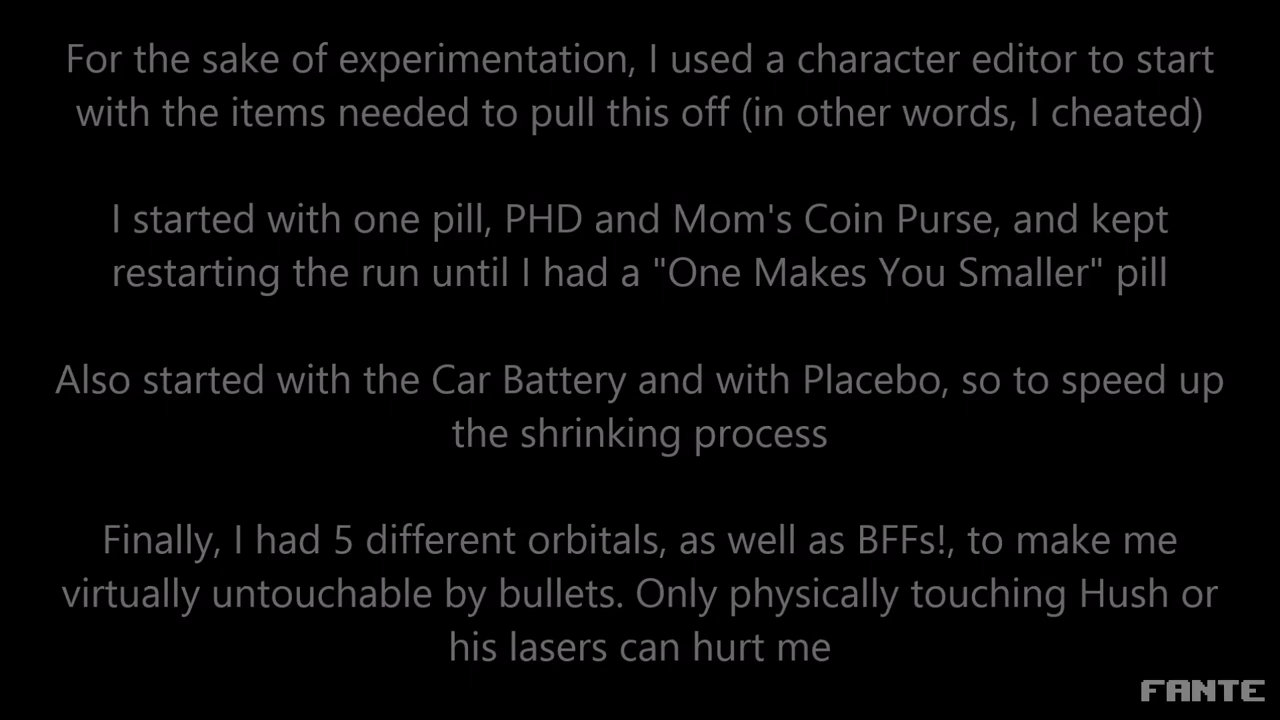 For the sake of experimentation, I used a character editor to start
with the items needed to pull this off (in other words, I cheated)
I started with one pill, PHD and Mom's Coin Purse, and kept
restarting the run until I had a "One Makes You Smaller" pill
Also started with the Car Battery and with Placebo, so to speed up
the shrinking process
Finally, I had 5 different orbitals, as well as BFFs!, to make me
virtually untouchable by bullets. Only physically touching Hush or
his lasers can hurt me
FANTE